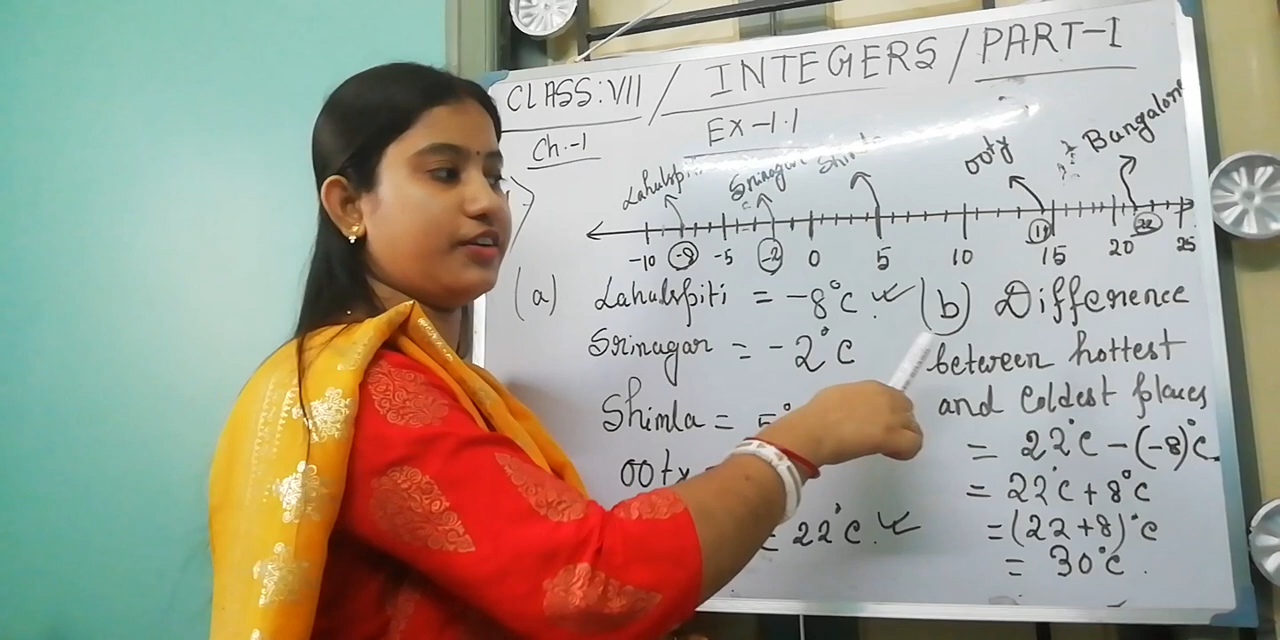 CLASS: VII / INTEGERS / PART-1
Ch.-1
EX-1.1
Lahulspiti Srinagar Shimla OOty Bangalore
-10 -8 -5 -2 0 5 10 14 15 20 22 25
(a) Lahulspiti = -8°C.
Srinagar = -2°C
Shimla = 5°
OOty
= 22°C.
(b) Difference
between hottest
and coldest places
= 22°C - (-8)°C
= 22°C + 8°C
= (22 + 8)°C
= 30°C.